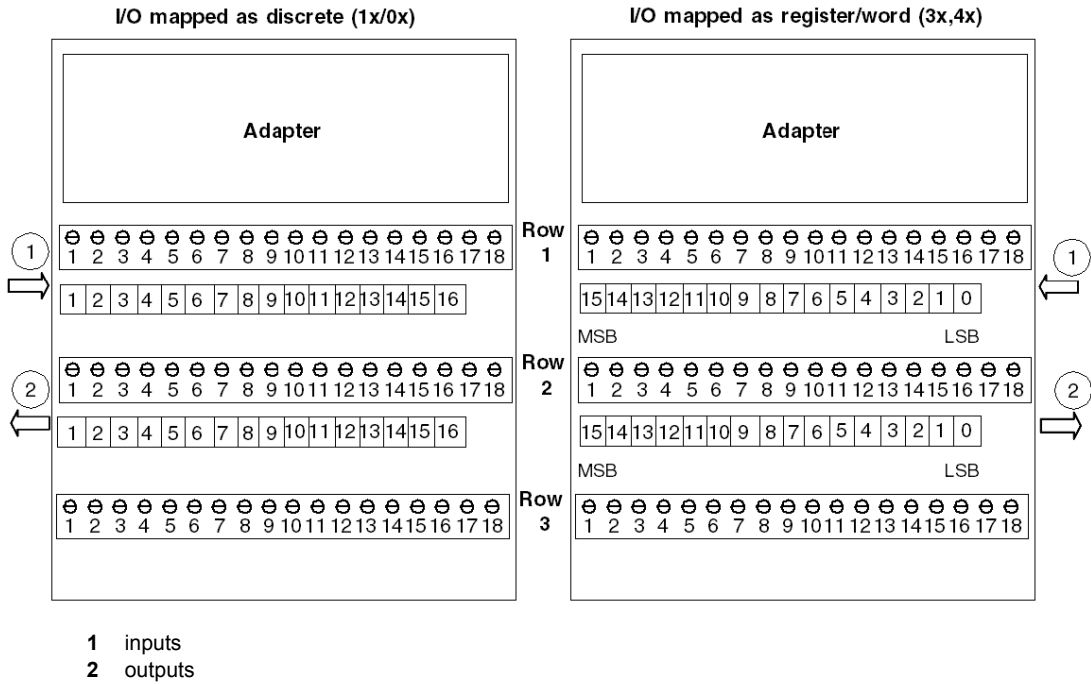 I/O mapped as discrete (1x/0x)
I/O mapped as register/word (3x,4x)
Adapter
Adapter
1
1 2 3 4 5 6 7 8 9 10 11 12 13 14 15 16 17 18
Row 1
1 2 3 4 5 6 7 8 9 10 11 12 13 14 15 16 17 18
1
1 2 3 4 5 6 7 8 9 10 11 12 13 14 15 16
15 14 13 12 11 10 9 8 7 6 5 4 3 2 1 0
MSB LSB
2
1 2 3 4 5 6 7 8 9 10 11 12 13 14 15 16 17 18
Row 2
1 2 3 4 5 6 7 8 9 10 11 12 13 14 15 16 17 18
2
1 2 3 4 5 6 7 8 9 10 11 12 13 14 15 16
15 14 13 12 11 10 9 8 7 6 5 4 3 2 1 0
MSB LSB
1 2 3 4 5 6 7 8 9 10 11 12 13 14 15 16 17 18
Row 3
1 2 3 4 5 6 7 8 9 10 11 12 13 14 15 16 17 18
1 inputs
2 outputs